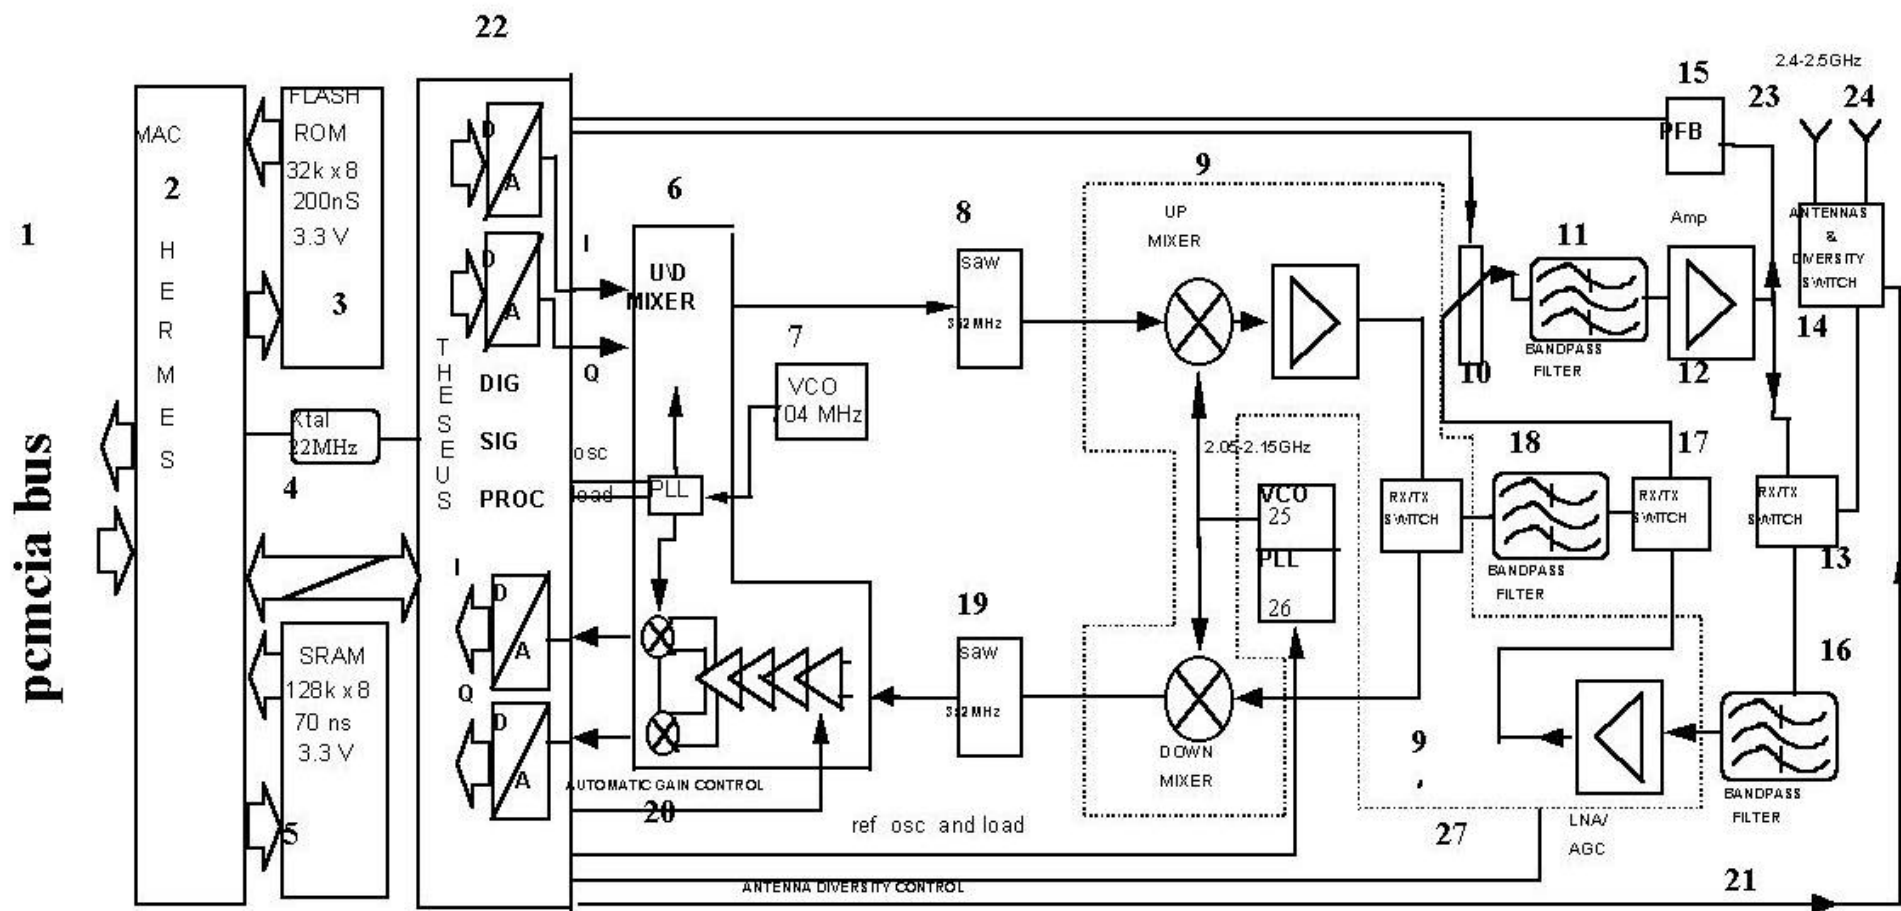 22
2.4-2.5GHz
15
23
24
FLASH
ROM
32k x 8
200nS
3.3 V
MAC
2
HERMES
3
1
pcmcia bus
Xtal
22MHz
4
SRAM
128k x 8
70 ns
3.3 V
5
THESEUS
DIG
SIG
PROC
D
A
D
A
I
Q
osc
load
I
Q
D
A
D
A
6
U\D
MIXER
PLL
7
VCO
704 MHz
8
saw
352MHz
9
UP
MIXER
2.05-2.15GHz
VCO
25
PLL
26
19
saw
352MHz
DOWN
MIXER
AUTOMATIC GAIN CONTROL
20
ref osc and load
ANTENNA DIVERSITY CONTROL
PFB
ANTENNAS
&
DIVERSITY
SWITCH
14
Amp
11
BANDPASS
FILTER
10
12
RX/TX
SWITCH
18
BANDPASS
FILTER
17
RX/TX
SWITCH
RX/TX
SWITCH
13
16
BANDPASS
FILTER
9
,
27
LNA/
AGC
21